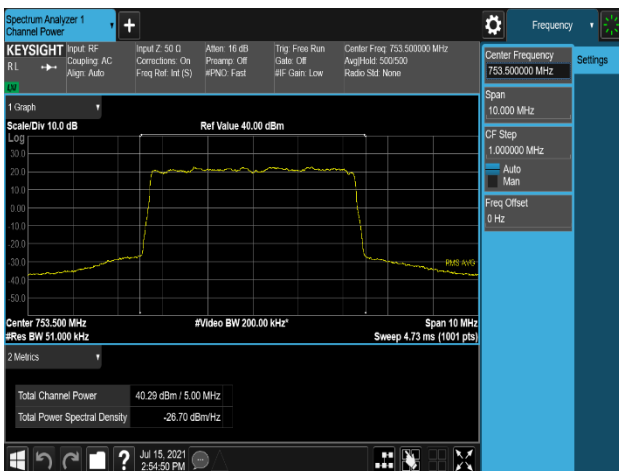 Spectrum Analyzer 1
Channel Power
Frequency
KEYSIGHT
RL
LW
Input: RF
Coupling: AC
Align: Auto
Input Z: 50 Ω
Corrections: On
Freq Ref: Int (S)
Atten: 16 dB
Preamp: Off
#PNO: Fast
Trig: Free Run
Gate: Off
#IF Gain: Low
Center Freq: 753.500000 MHz
Avg|Hold: 500/500
Radio Std: None
Center Frequency
753.500000 MHz
Settings
Span
10.000 MHz
CF Step
1.000000 MHz
Auto
Man
Freq Offset
0 Hz
1 Graph
Scale/Div 10.0 dB
Ref Value 40.00 dBm
Log
30.0
20.0
10.0
0.00
-10.0
-20.0
-30.0
-40.0
-50.0
RMS AVG
Center 753.500 MHz
#Video BW 200.00 kHz*
Span 10 MHz
#Res BW 51.000 kHz
Sweep 4.73 ms (1001 pts)
2 Metrics
Total Channel Power 40.29 dBm / 5.00 MHz
Total Power Spectral Density -26.70 dBm/Hz
?
Jul 15, 2021
2:54:50 PM